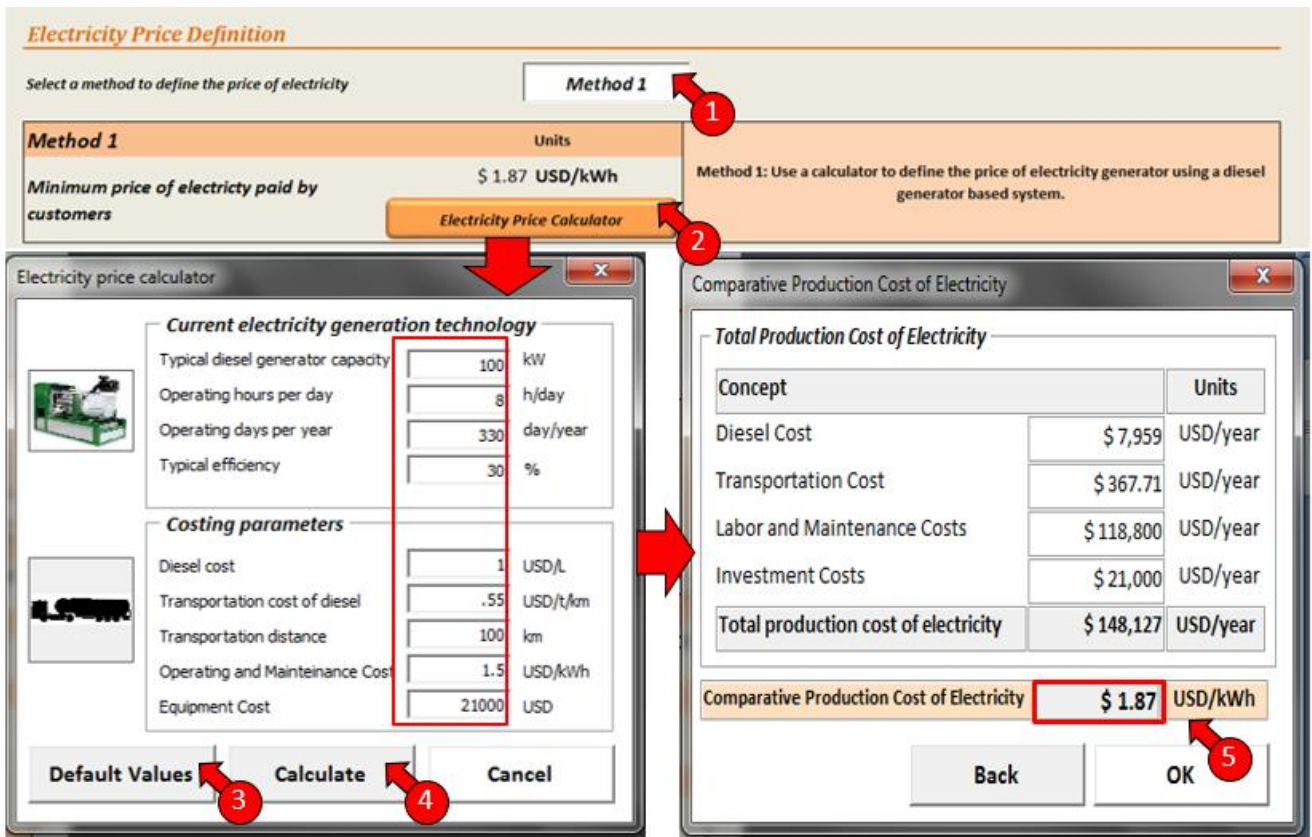 Electricity Price Definition
Select a method to define the price of electricity
Method 1
1
Method 1
Units
$ 1.87 USD/kWh
Minimum price of electricty paid by
customers
Electricity Price Calculator
2
Method 1: Use a calculator to define the price of electricity generator using a diesel
generator based system.
Electricity price calculator
x
Current electricity generation technology
Typical diesel generator capacity 100 kW
Operating hours per day 8 h/day
Operating days per year 330 day/year
Typical efficiency 30 %
Costing parameters
Diesel cost 1 USD/L
Transportation cost of diesel .55 USD/t/km
Transportation distance 100 km
Operating and Mainteinance Cost 1.5 USD/kWh
Equipment Cost 21000 USD
Default Values
3
Calculate
4
Cancel
Comparative Production Cost of Electricity
x
Total Production Cost of Electricity
Concept Units
Diesel Cost $ 7,959 USD/year
Transportation Cost $ 367.71 USD/year
Labor and Maintenance Costs $ 118,800 USD/year
Investment Costs $ 21,000 USD/year
Total production cost of electricity $ 148,127 USD/year
Comparative Production Cost of Electricity $ 1.87 USD/kWh
5
Back
OK